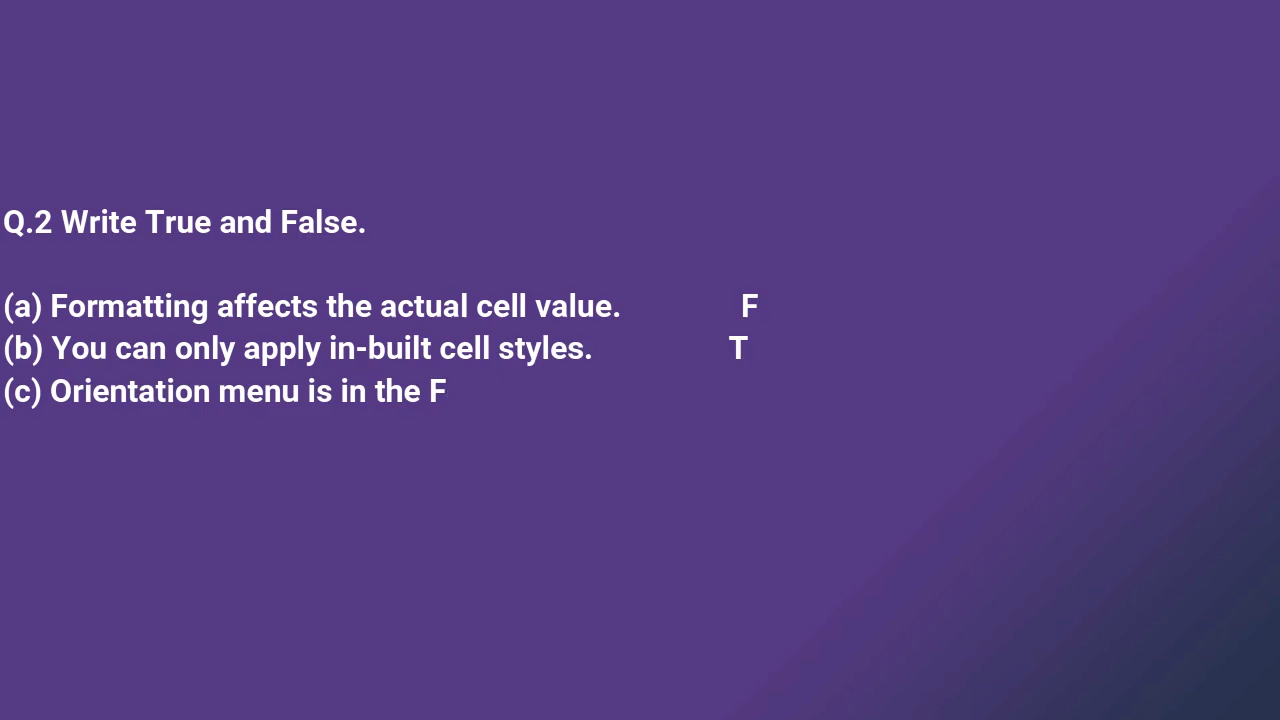 Q.2 Write True and False.
(a) Formatting affects the actual cell value. F
(b) You can only apply in-built cell styles. T
(c) Orientation menu is in the F